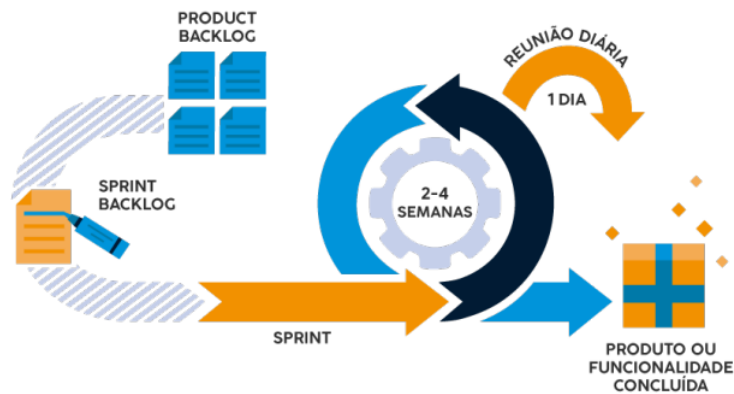 PRODUCT
BACKLOG
SPRINT
BACKLOG
SPRINT
2-4
SEMANAS
REUNIÃO DIÁRIA
1 DIA
PRODUTO OU
FUNCIONALIDADE
CONCLUÍDA